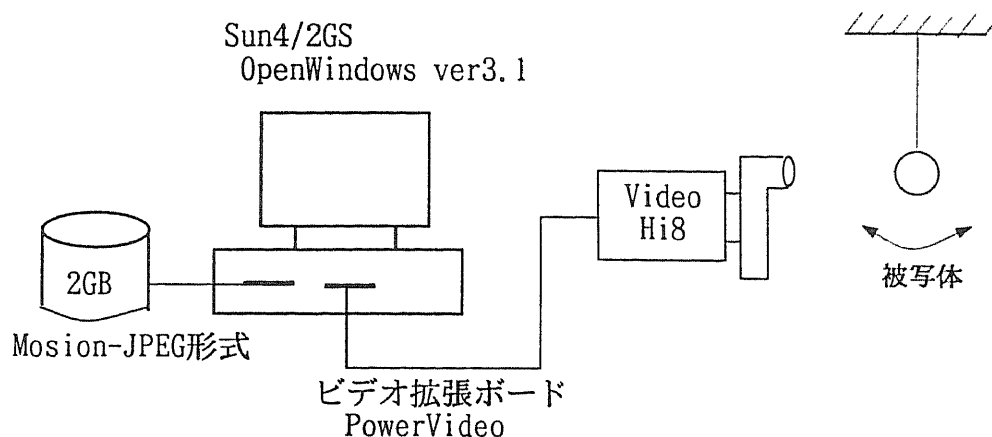 Sun4/2GS
OpenWindows ver3.1
Video
Hi8
2GB
被写体
Mosion-JPEG形式
ビデオ拡張ボード
PowerVideo